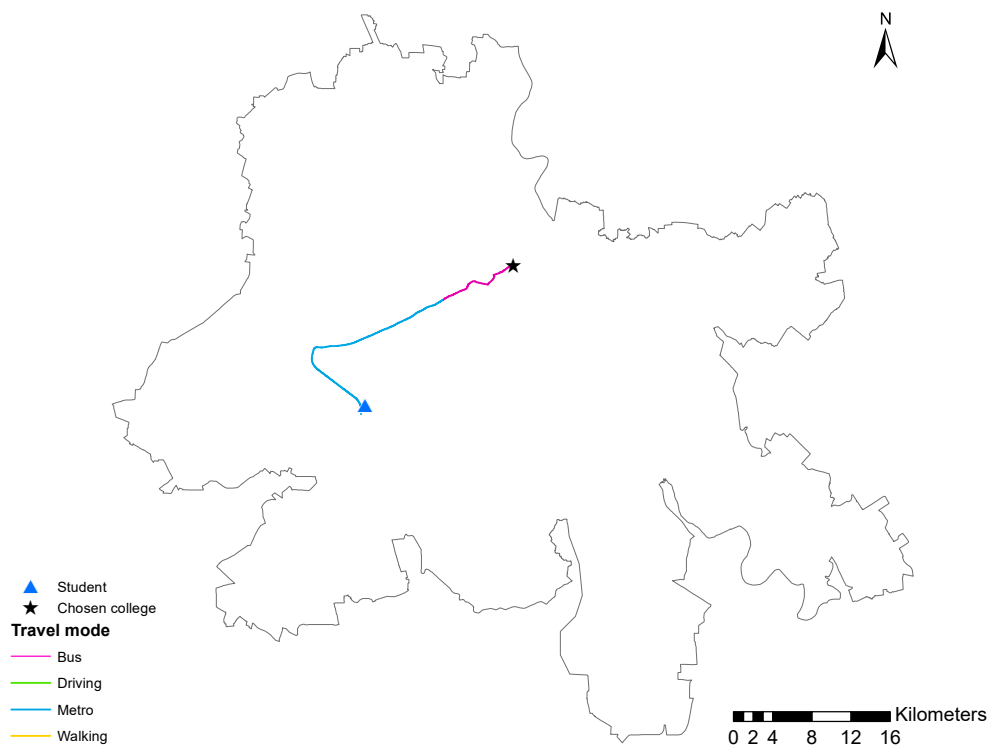 N
Student
Chosen college
Travel mode
Bus
Driving
Metro
Walking
Kilometers
0 2 4 8 12 16